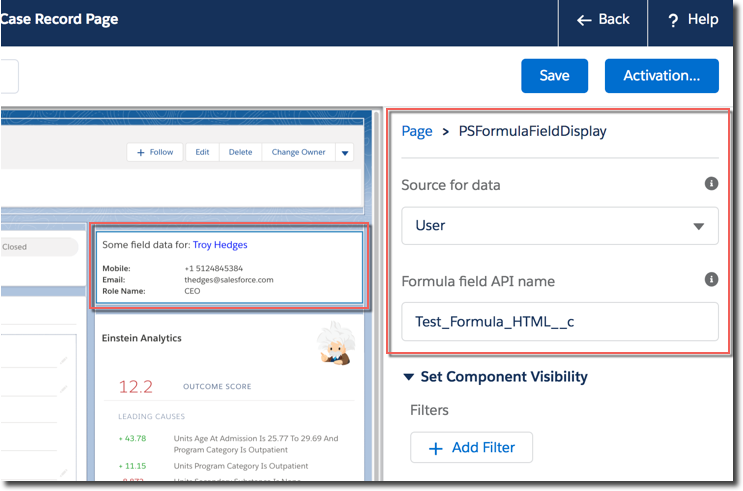 Case Record Page
← Back
? Help
Save
Activation...
Page > PSFormulaFieldDisplay
Source for data
User
Formula field API name
Test_Formula_HTML__c
Set Component Visibility
Filters
+ Add Filter
+ Follow
Edit
Delete
Change Owner
Closed
Some field data for: Troy Hedges
Mobile: +1 5124845384
Email: thedges@salesforce.com
Role Name: CEO
Einstein Analytics
12.2 OUTCOME SCORE
LEADING CAUSES
+ 43.78 Units Age At Admission Is 25.77 To 29.69 And
Program Category Is Outpatient
+ 11.15 Units Program Category Is Outpatient